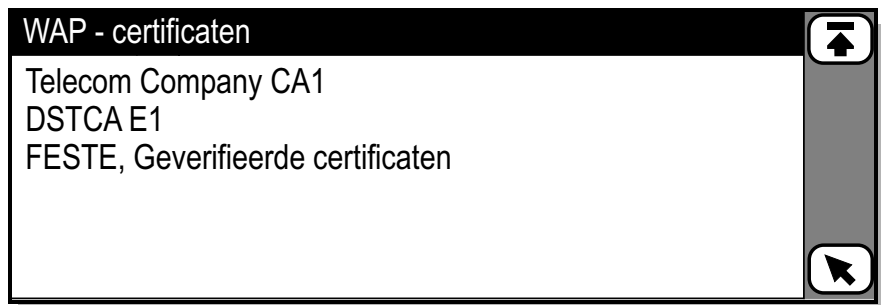 WAP - certificaten
Telecom Company CA1
DSTCA E1
FESTE, Geverifieerde certificaten